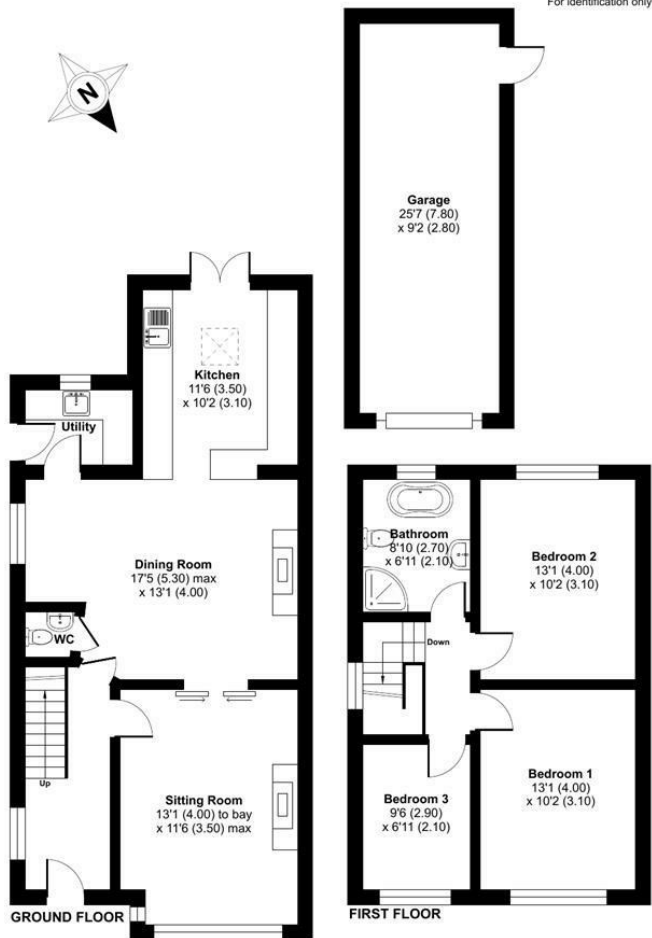 For identification only
N
Garage
25'7 (7.80)
x 9'2 (2.80)
Kitchen
11'6 (3.50)
x 10'2 (3.10)
Utility
Dining Room
17'5 (5.30) max
x 13'1 (4.00)
WC
Up
Sitting Room
13'1 (4.00) to bay
x 11'6 (3.50) max
GROUND FLOOR
Bathroom
8'10 (2.70)
x 6'11 (2.10)
Bedroom 2
13'1 (4.00)
x 10'2 (3.10)
Down
Bedroom 1
13'1 (4.00)
x 10'2 (3.10)
Bedroom 3
9'6 (2.90)
x 6'11 (2.10)
FIRST FLOOR